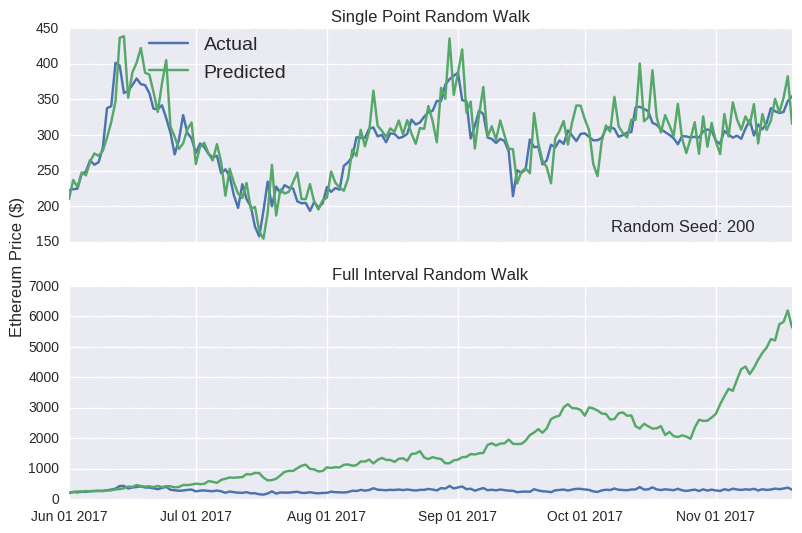 Single Point Random Walk
450
400
350
300
250
200
150
Actual
Predicted
Random Seed: 200
Ethereum Price ($)
Full Interval Random Walk
7000
6000
5000
4000
3000
2000
1000
0
Jun 01 2017 Jul 01 2017 Aug 01 2017 Sep 01 2017 Oct 01 2017 Nov 01 2017